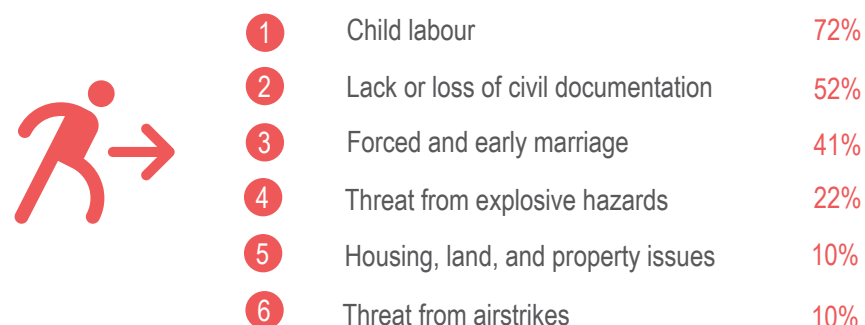 1 Child labour 72%
2 Lack or loss of civil documentation 52%
3 Forced and early marriage 41%
4 Threat from explosive hazards 22%
5 Housing, land, and property issues 10%
6 Threat from airstrikes 10%